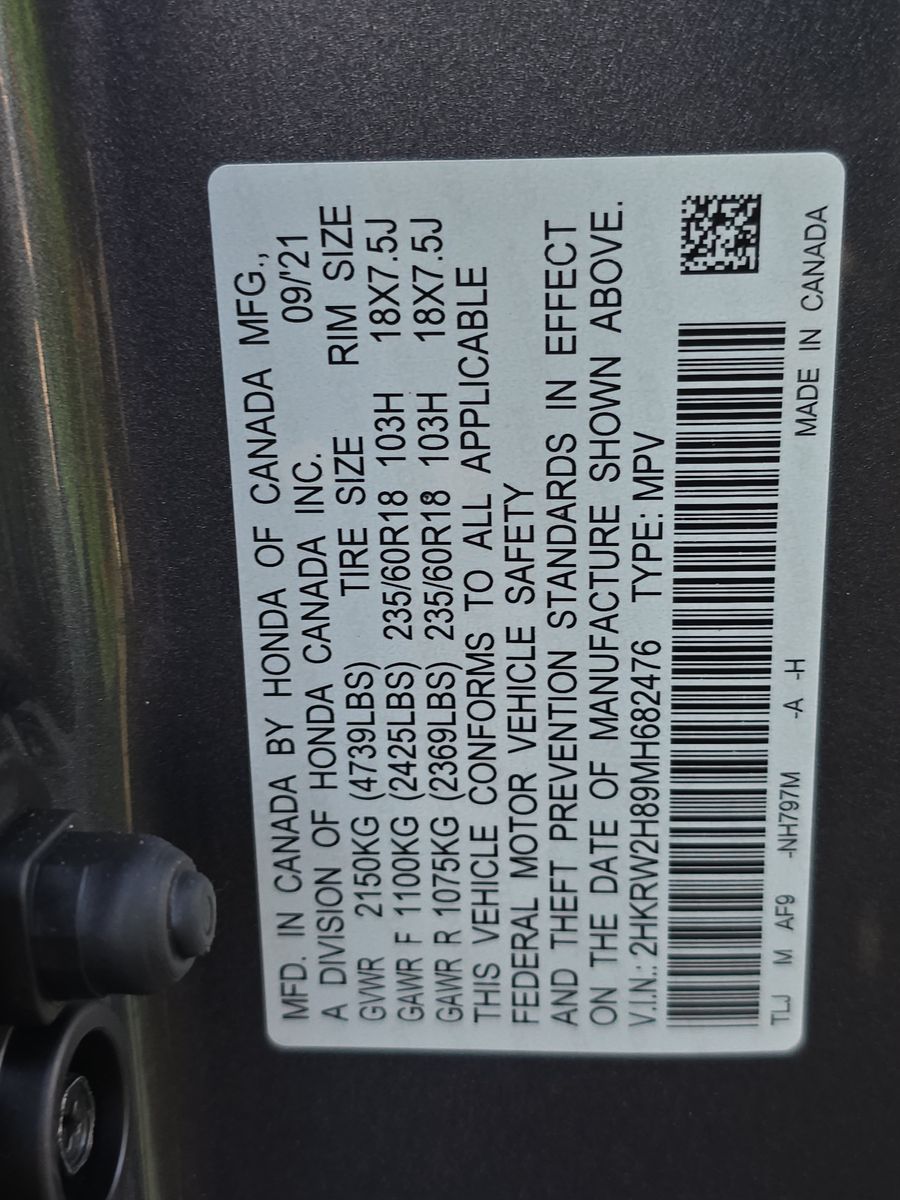 MFD. IN CANADA BY HONDA OF CANADA MFG.,
A DIVISION OF HONDA CANADA INC. 09/'21
GVWR 2150KG (4739LBS) TIRE SIZE RIM SIZE
GAWR F 1100KG (2425LBS) 235/60R18 103H 18X7.5J
GAWR R 1075KG (2369LBS) 235/60R18 103H 18X7.5J
THIS VEHICLE CONFORMS TO ALL APPLICABLE
FEDERAL MOTOR VEHICLE SAFETY
AND THEFT PREVENTION STANDARDS IN EFFECT
ON THE DATE OF MANUFACTURE SHOWN ABOVE.
V.I.N.: 2HKRW2H89MH682476 TYPE: MPV
TLJ M AF9 -NH797M -A -H MADE IN CANADA